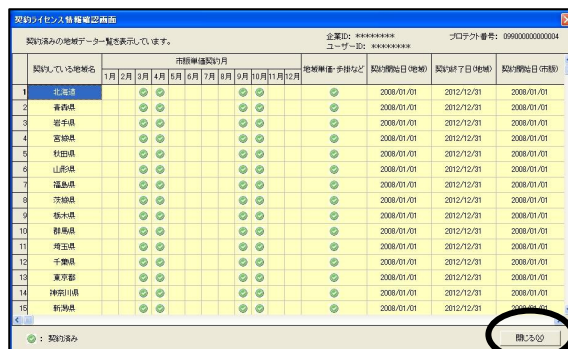 契約ライセンス情報確認画面
契約済みの地域データ一覧を表示しています。
企業ID: ******** プロテクト番号: 099000000000004
ユーザーID: *********
契約している地域名 市販単価契約月 地域単価・歩掛など 契約開始日(地域) 契約終了日(地域) 契約開始日(市販)
1月 2月 3月 4月 5月 6月 7月 8月 9月 10月 11月 12月
1 北海道 2008/01/01 2012/12/31 2008/01/01
2 青森県 2008/01/01 2012/12/31 2008/01/01
3 岩手県 2008/01/01 2012/12/31 2008/01/01
4 宮城県 2008/01/01 2012/12/31 2008/01/01
5 秋田県 2008/01/01 2012/12/31 2008/01/01
6 山形県 2008/01/01 2012/12/31 2008/01/01
7 福島県 2008/01/01 2012/12/31 2008/01/01
8 茨城県 2008/01/01 2012/12/31 2008/01/01
9 栃木県 2008/01/01 2012/12/31 2008/01/01
10 群馬県 2008/01/01 2012/12/31 2008/01/01
11 埼玉県 2008/01/01 2012/12/31 2008/01/01
12 千葉県 2008/01/01 2012/12/31 2008/01/01
13 東京都 2008/01/01 2012/12/31 2008/01/01
14 神奈川県 2008/01/01 2012/12/31 2008/01/01
15 新潟県 2008/01/01 2012/12/31 2008/01/01
: 契約済み
閉じる(X)